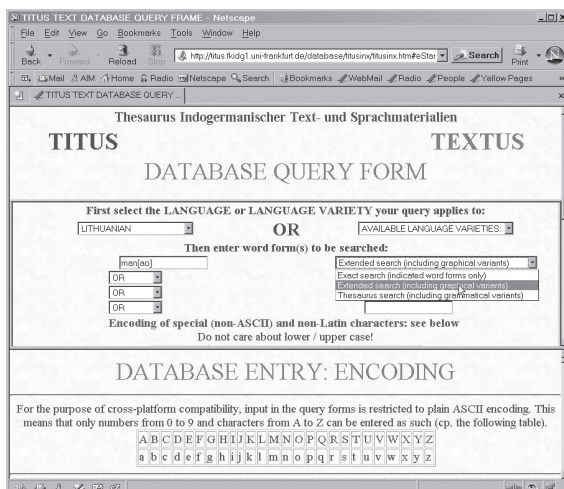 TITUS TEXT DATABASE QUERY FRAME - Netscape
File Edit View Go Bookmarks Tools Window Help
Back Forward Reload Stop http://titus.fkidg1.uni-frankfurt.de/database/titusinx/titusinx.htm#eStar Search Print
Mail AIM Home Radio Netscape Search Bookmarks WebMail Radio People Yellow Pages
TITUS TEXT DATABASE QUERY ...
Thesaurus Indogermanischer Text- und Sprachmaterialien
TITUS TEXTUS
DATABASE QUERY FORM
First select the LANGUAGE or LANGUAGE VARIETY your query applies to:
LITHUANIAN OR AVAILABLE LANGUAGE VARIETIES:
Then enter word form(s) to be searched:
man[ao] Extended search (including graphical variants)
OR Exact search (indicated word forms only)
Extended search (including graphical variants)
OR Thesaurus search (including grammatical variants)
OR
Encoding of special (non-ASCII) and non-Latin characters: see below
Do not care about lower / upper case!
DATABASE ENTRY: ENCODING
For the purpose of cross-platform compatibility, input in the query forms is restricted to plain ASCII encoding. This
means that only numbers from 0 to 9 and characters from A to Z can be entered as such (cp. the following table).
A B C D E F G H I J K L M N O P Q R S T U V W X Y Z
a b c d e f g h i j k l m n o p q r s t u v w x y z